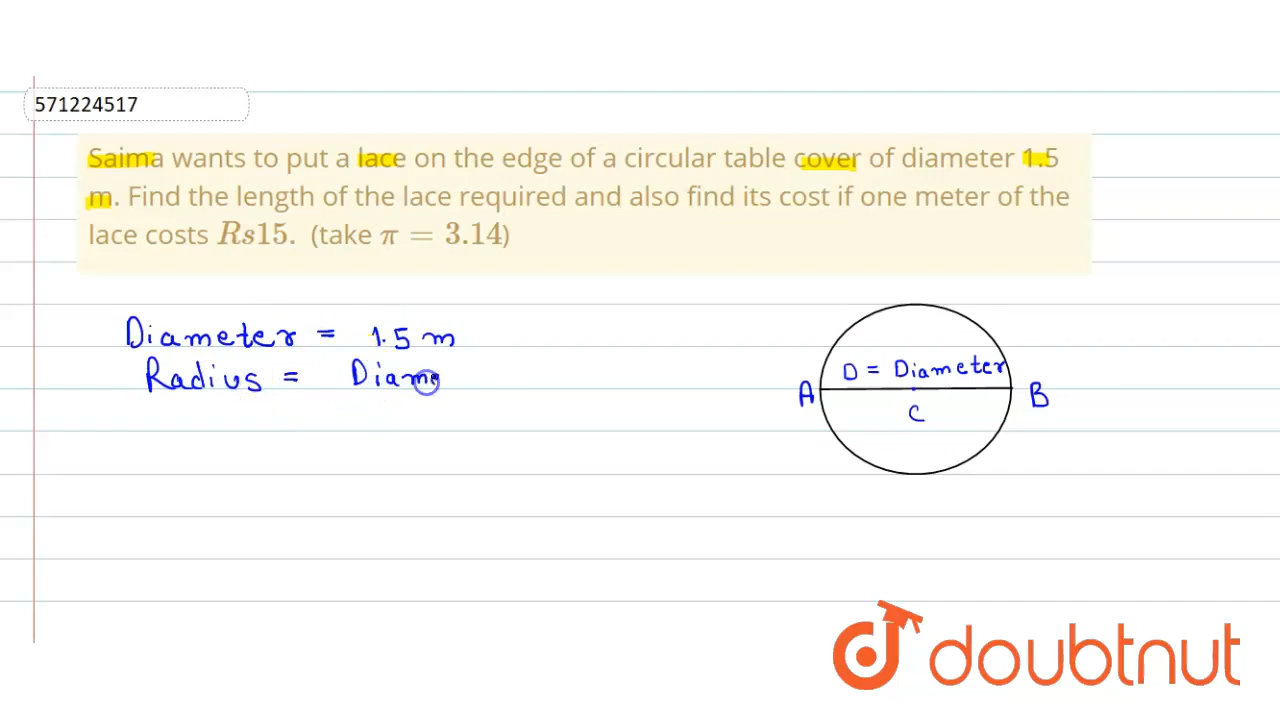 571224517
Saima wants to put a lace on the edge of a circular table cover of diameter 1.5
m. Find the length of the lace required and also find its cost if one meter of the
lace costs Rs15. (take π = 3.14)
Diameter = 1.5 m
Radius = Diame
D = Diameter
A
B
C
doubtnut